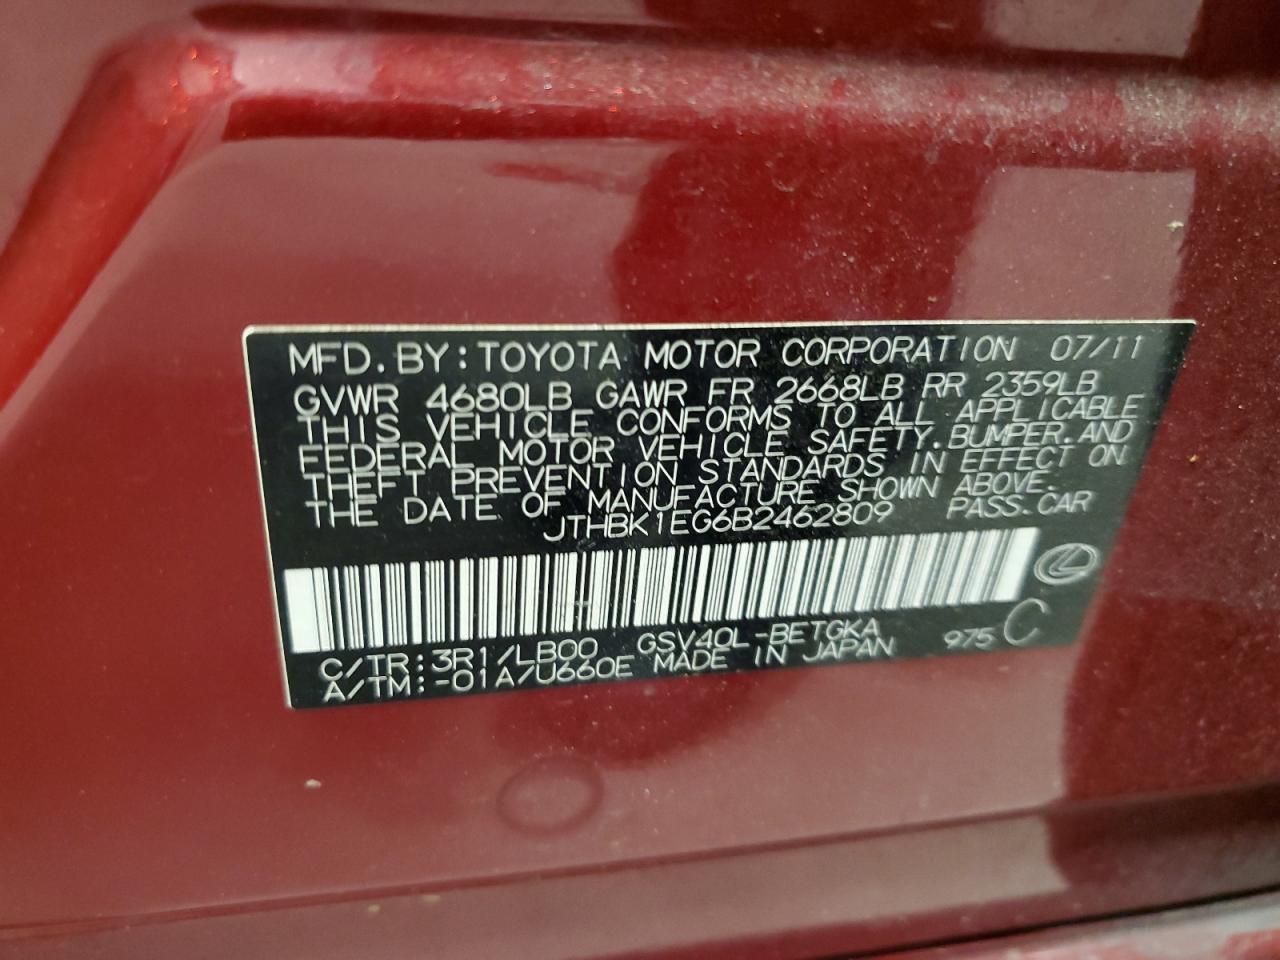 MFD. BY: TOYOTA MOTOR CORPORATION 07/11
GVWR 4680LB GAWR FR 2668LB RR 2359LB
THIS VEHICLE CONFORMS TO ALL APPLICABLE
FEDERAL MOTOR VEHICLE SAFETY, BUMPER, AND
THEFT PREVENTION STANDARDS IN EFFECT ON
THE DATE OF MANUFACTURE SHOWN ABOVE.
JTHBK1EG6B2462809 PASS. CAR
C/TR: 3R1/LB00 GSV40L-BETGKA 975 C
A/TM: -01A/U660E MADE IN JAPAN